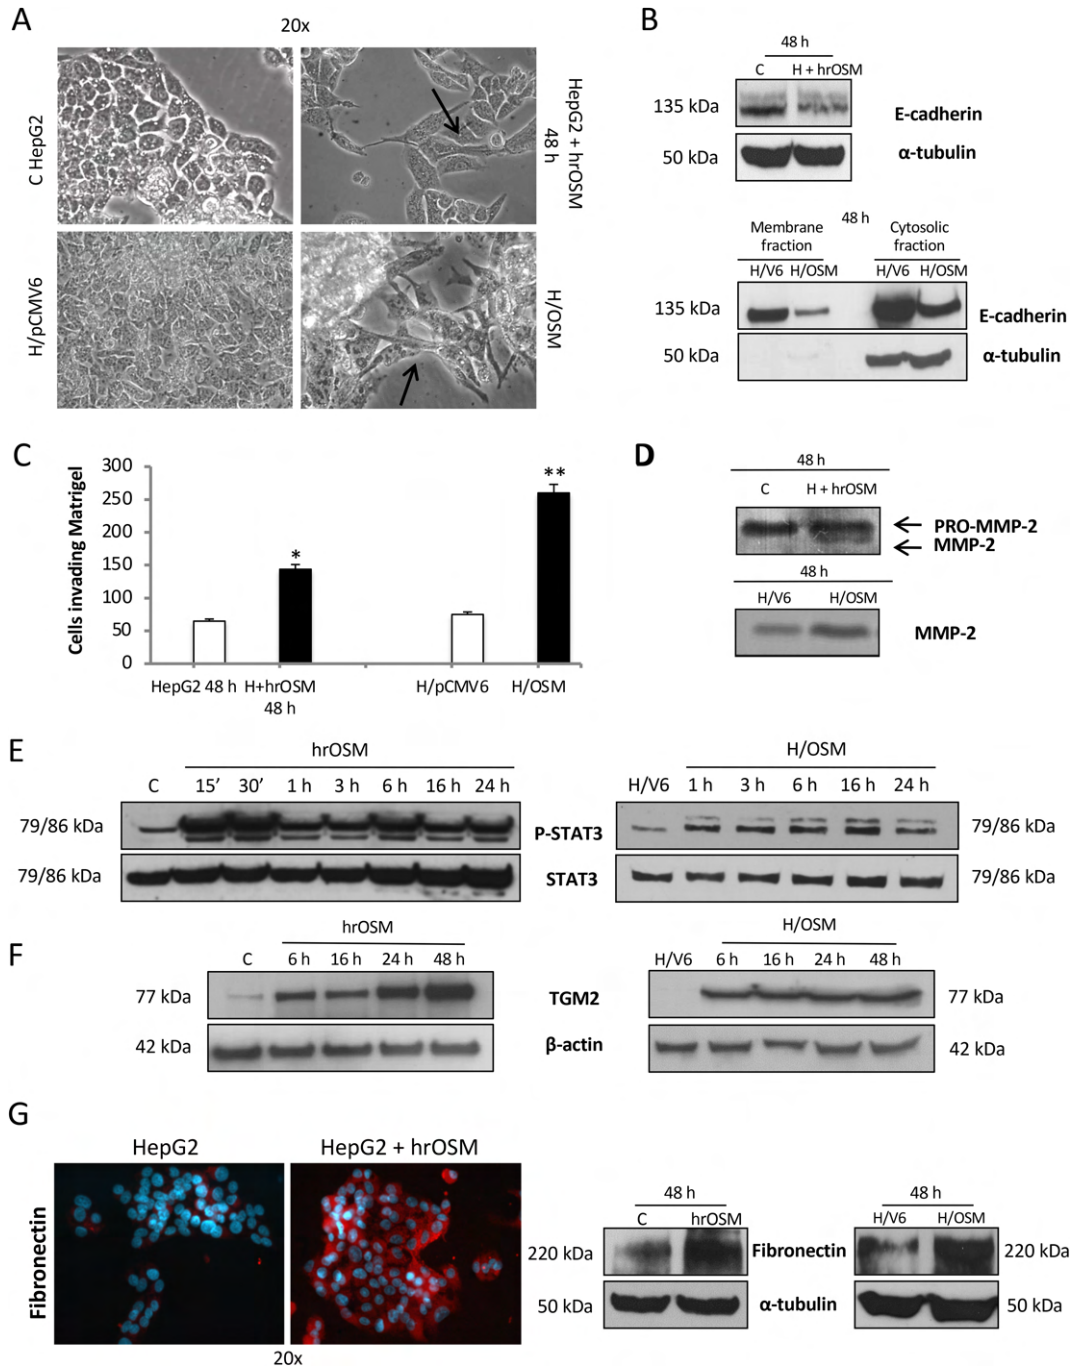 A
20x
C HepG2
HepG2 + hrOSM
48 h
H/pCMV6
H/OSM
B
48 h
C H + hrOSM
135 kDa
E-cadherin
50 kDa
α-tubulin
48 h
Membrane fraction
Cytosolic fraction
H/V6 H/OSM H/V6 H/OSM
135 kDa
E-cadherin
50 kDa
α-tubulin
C
Cells invading Matrigel
300
250
200
150
100
50
0
*
**
HepG2 48 h
H+hrOSM
48 h
H/pCMV6
H/OSM
D
48 h
C H + hrOSM
PRO-MMP-2
MMP-2
48 h
H/V6 H/OSM
MMP-2
E
hrOSM
C 15’ 30’ 1 h 3 h 6 h 16 h 24 h
79/86 kDa
79/86 kDa
P-STAT3
STAT3
H/OSM
H/V6 1 h 3 h 6 h 16 h 24 h
79/86 kDa
79/86 kDa
F
hrOSM
C 6 h 16 h 24 h 48 h
77 kDa
42 kDa
TGM2
β-actin
H/OSM
H/V6 6 h 16 h 24 h 48 h
77 kDa
42 kDa
G
Fibronectin
HepG2
HepG2 + hrOSM
20x
48 h
C hrOSM
220 kDa
50 kDa
Fibronectin
α-tubulin
48 h
H/V6 H/OSM
220 kDa
50 kDa